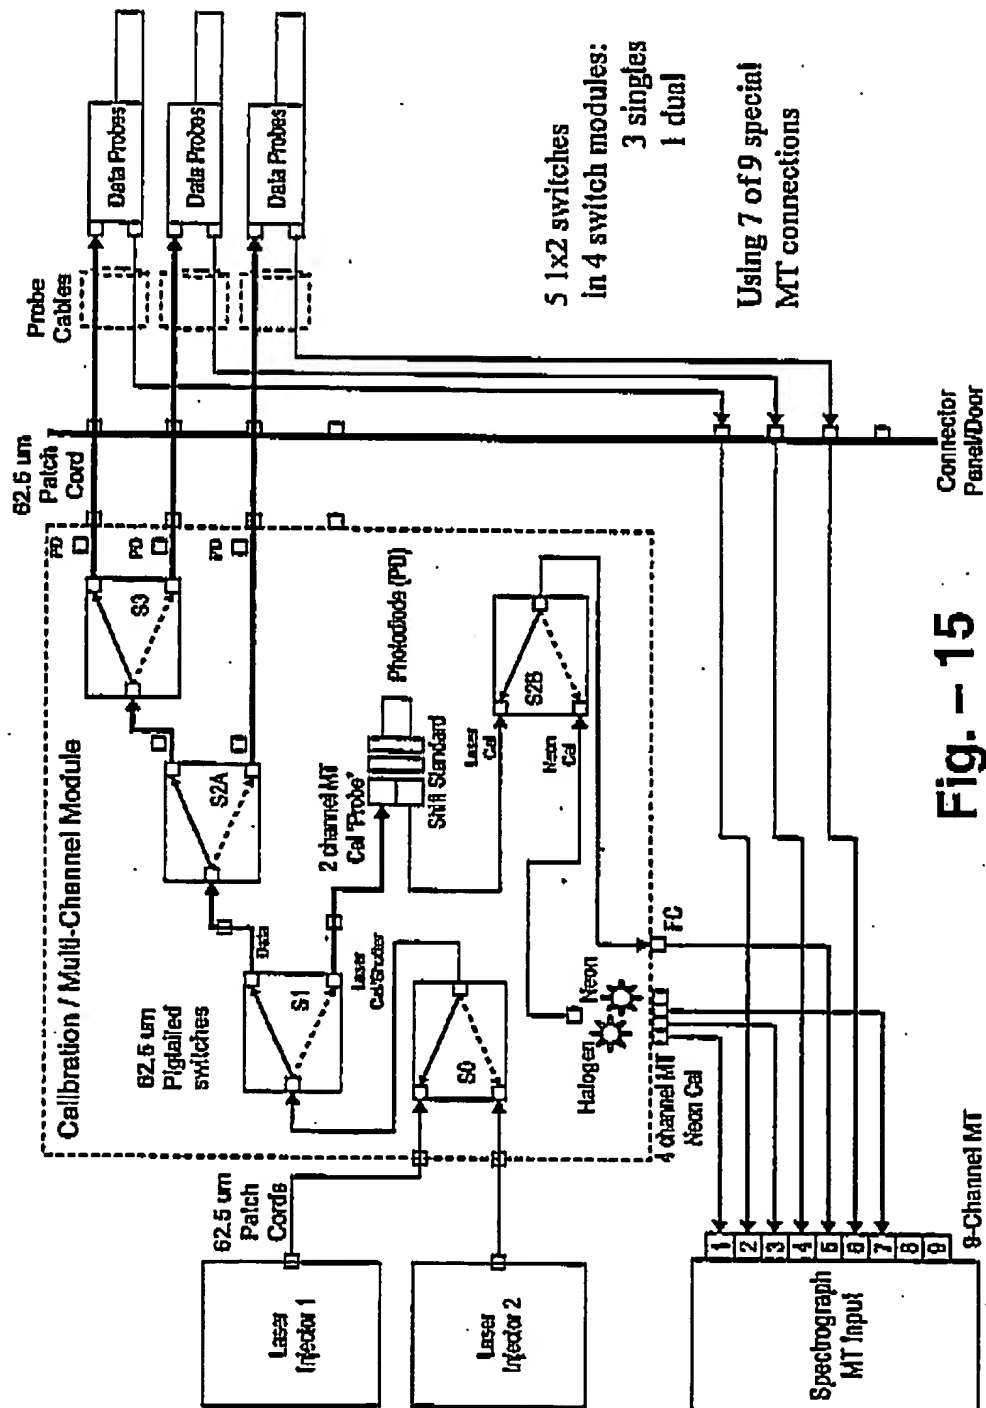 Probe
Cables
Data Probes
Data Probes
Data Probes
62.5 um
Patch
Cord
PD
PD
PD
5 1x2 switches
in 4 switch modules:
3 singles
1 dual
Using 7 of 9 special
MT connections
Connector
Panel/Door
Calibration / Multi-Channel Module
S3
S2A
Photodiode (PD)
2 channel MT
Cal "Probe"
Shift Standard
Laser
Cal
Neon
Cal
S2B
62.5 um
Pigtailed
switches
Data
S1
Laser
Cal/Shutter
S0
Halogen
Neon
FC
4 channel MT
Neon Cal
62.5 um
Patch
Cords
Laser
Injector 1
Laser
Injector 2
Spectrograph
MT Input
1
2
3
4
5
6
7
8
9
9-Channel MT
Fig. – 15